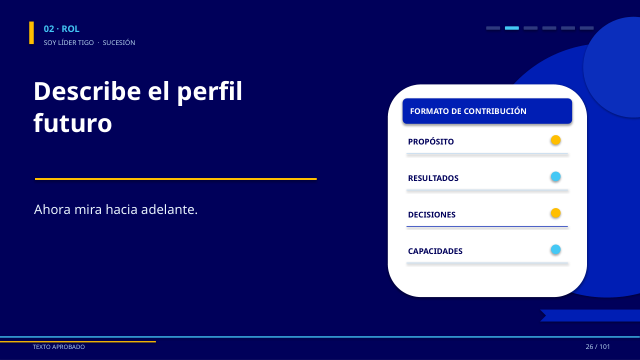 02 · ROL
SOY LÍDER TIGO · SUCESIÓN
Describe el perfil
futuro
Ahora mira hacia adelante.
FORMATO DE CONTRIBUCIÓN
PROPÓSITO
RESULTADOS
DECISIONES
CAPACIDADES
TEXTO APROBADO
26 / 101